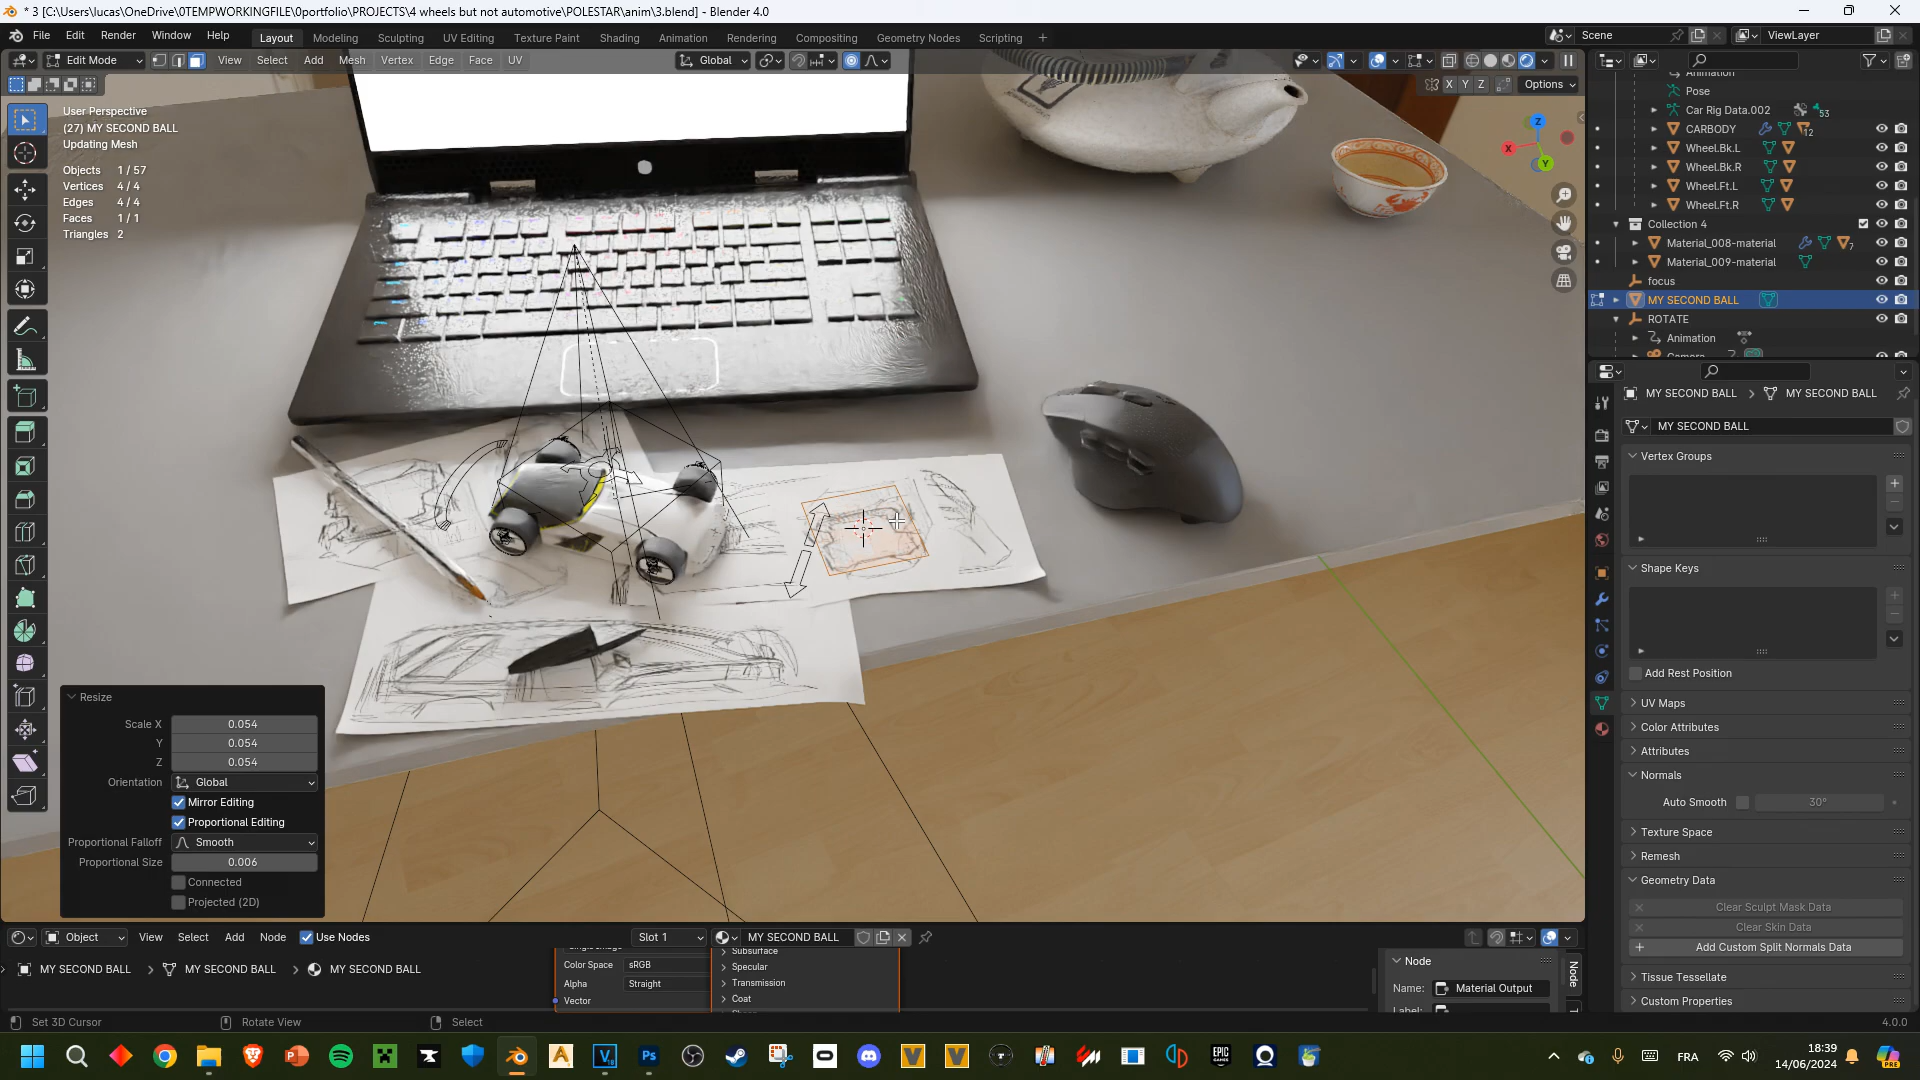 * 3 [C:\Users\lucas\OneDrive\0TEMPWORKINGFILE\0portfolio\PROJECTS\4 wheels but not automotive\POLESTAR\anim\3.blend] - Blender 4.0
File Edit Render Window Help Layout Modeling Sculpting UV Editing Texture Paint Shading Animation Rendering Compositing Geometry Nodes Scripting + Scene ViewLayer
Edit Mode View Select Add Mesh Vertex Edge Face UV Global
X Y Z Options
User Perspective
(27) MY SECOND BALL
Updating Mesh
Objects 1 / 57
Vertices 4 / 4
Edges 4 / 4
Faces 1 / 1
Triangles 2
Z
X
Y
Resize
Scale X 0.054
Y 0.054
Z 0.054
Orientation Global
Mirror Editing
Proportional Editing
Proportional Falloff Smooth
Proportional Size 0.006
Connected
Projected (2D)
Animation
Pose
Car Rig Data.002 53
CARBODY 12
Wheel.Bk.L
Wheel.Bk.R
Wheel.Ft.L
Wheel.Ft.R
Collection 4
Material_008-material 7
Material_009-material
focus
MY SECOND BALL
ROTATE
Animation
Camera
MY SECOND BALL > MY SECOND BALL
MY SECOND BALL
Vertex Groups
Shape Keys
Add Rest Position
UV Maps
Color Attributes
Attributes
Normals
Auto Smooth 30°
Texture Space
Remesh
Geometry Data
Clear Sculpt Mask Data
Clear Skin Data
Add Custom Split Normals Data
Tissue Tessellate
Custom Properties
Object View Select Add Node Use Nodes Slot 1 MY SECOND BALL
MY SECOND BALL > MY SECOND BALL > MY SECOND BALL
Color Space sRGB
Alpha Straight
Vector
Subsurface
Specular
Transmission
Coat
Node
Name: Material Output
Label:
Node
Set 3D Cursor Rotate View Select 4.0.0
FRA 18:39
14/06/2024